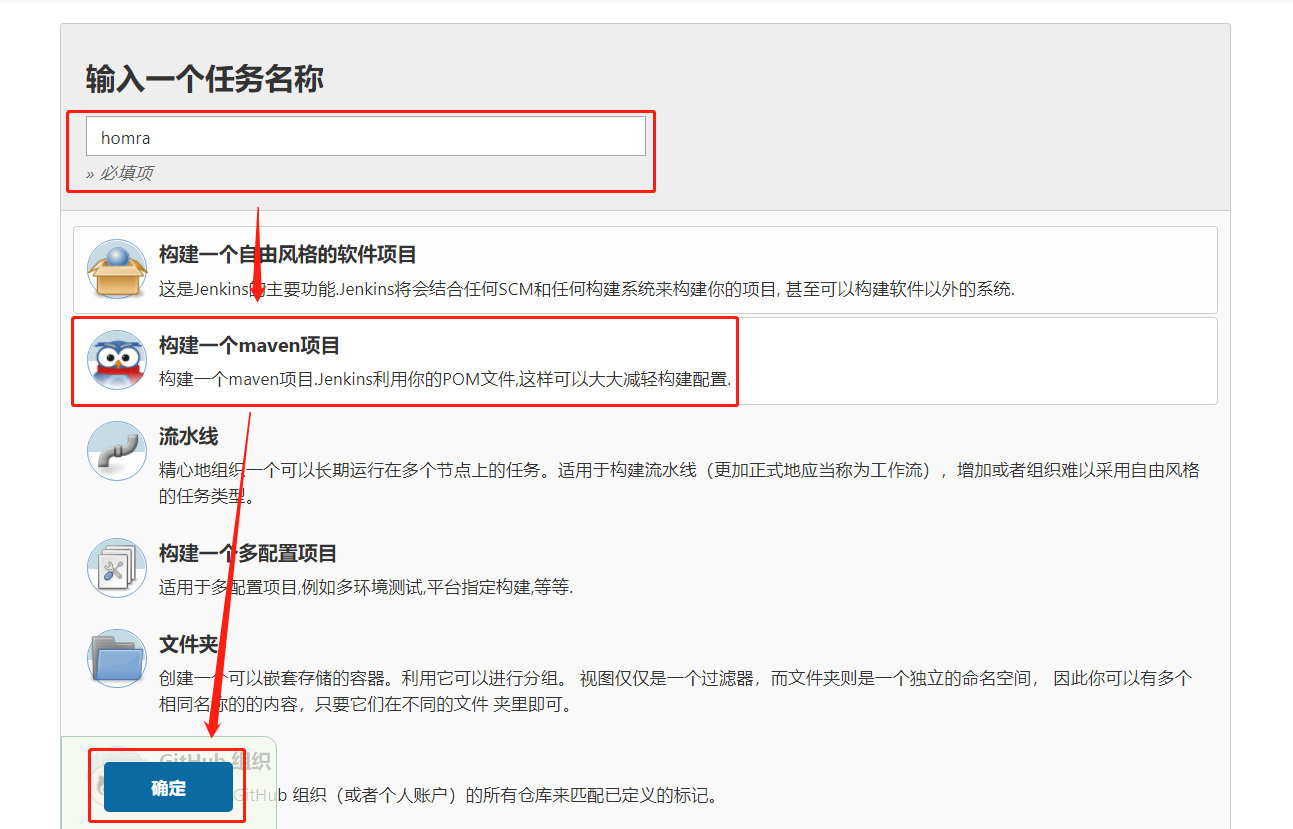 输入一个任务名称
homra
» 必填项
构建一个自由风格的软件项目
这是Jenkins的主要功能.Jenkins将会结合任何SCM和任何构建系统来构建你的项目, 甚至可以构建软件以外的系统.
构建一个maven项目
构建一个maven项目.Jenkins利用你的POM文件,这样可以大大减轻构建配置.
流水线
精心地组织一个可以长期运行在多个节点上的任务。适用于构建流水线（更加正式地应当称为工作流），增加或者组织难以采用自由风格
的任务类型。
构建一个多配置项目
适用于多配置项目,例如多环境测试,平台指定构建,等等.
文件夹
创建一个可以嵌套存储的容器。利用它可以进行分组。 视图仅仅是一个过滤器，而文件夹则是一个独立的命名空间， 因此你可以有多个
相同名称的的内容，只要它们在不同的文件 夹里即可。
GitHub 组织
GitHub 组织（或者个人账户）的所有仓库来匹配已定义的标记。
确定